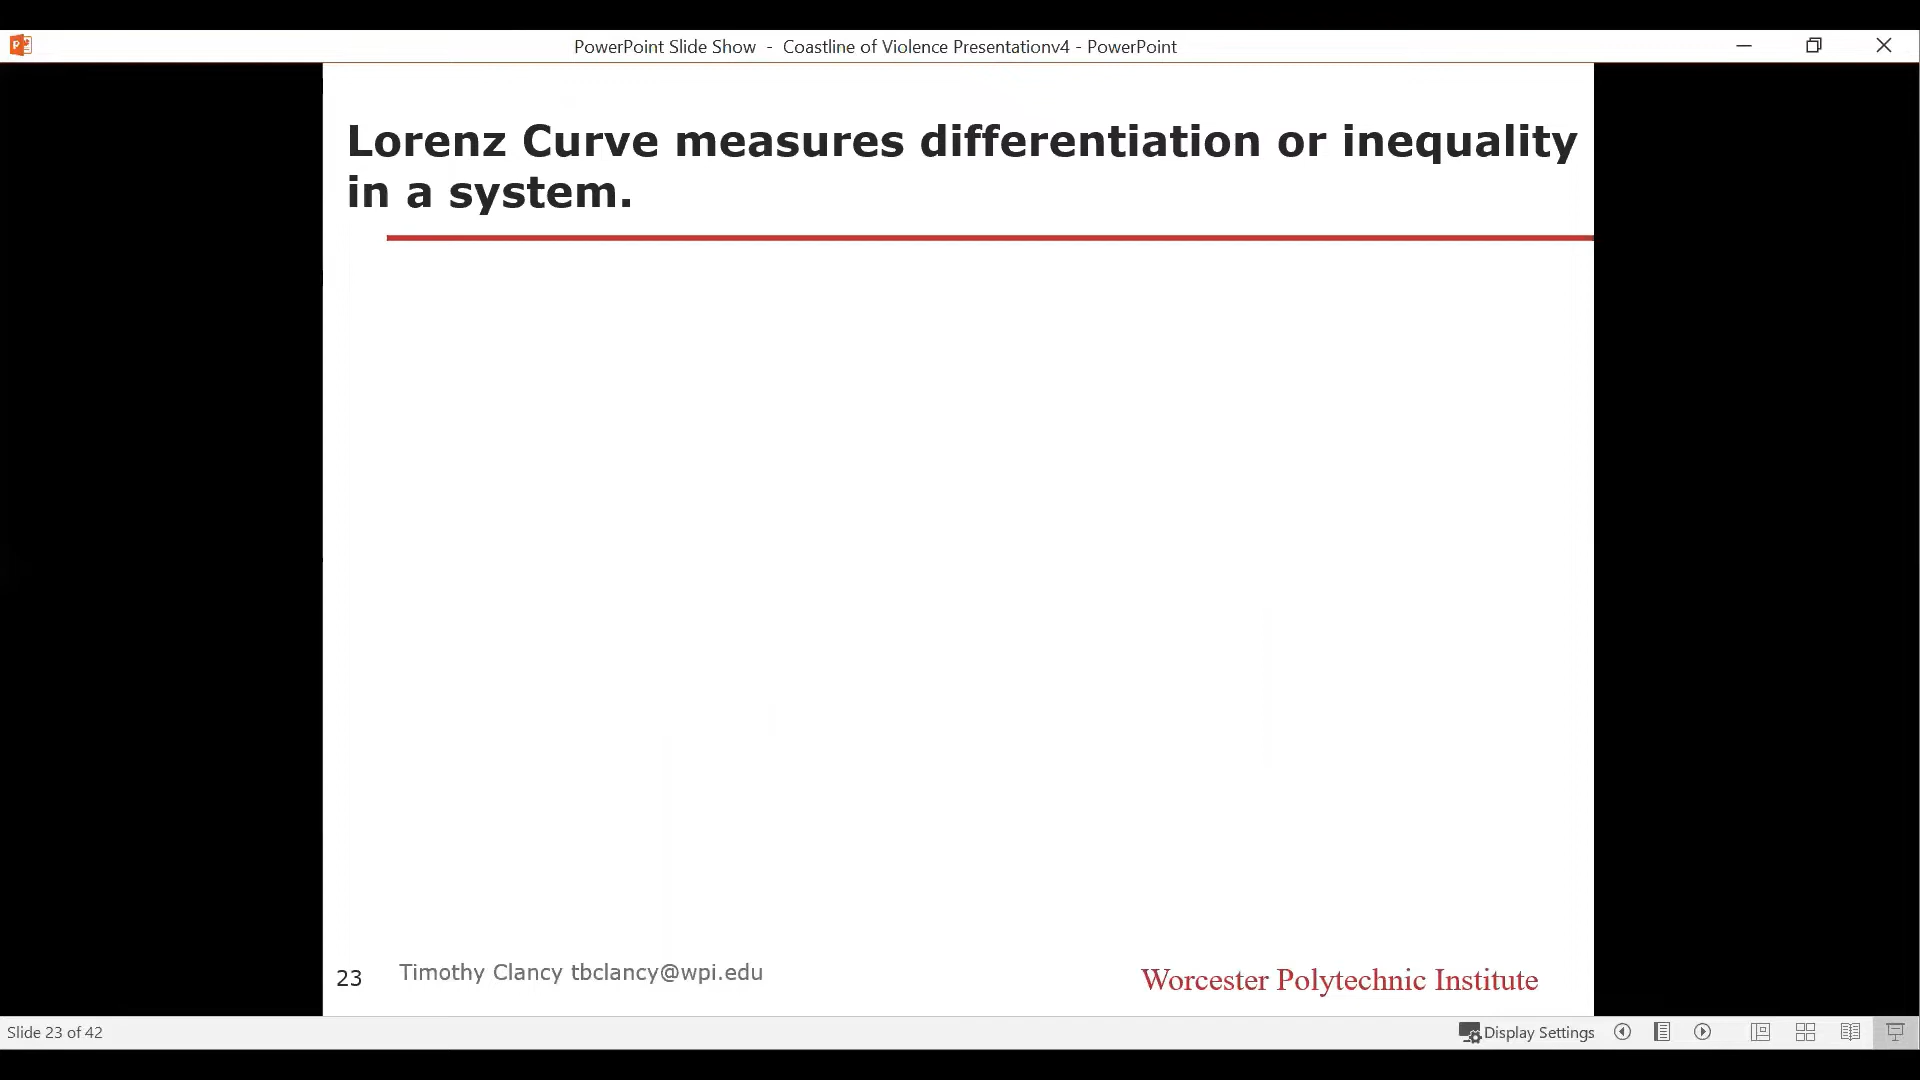 PowerPoint Slide Show - Coastline of Violence Presentationv4 - PowerPoint
Lorenz Curve measures differentiation or inequality
in a system.
23
Timothy Clancy tbclancy@wpi.edu
Worcester Polytechnic Institute
Slide 23 of 42
Display Settings